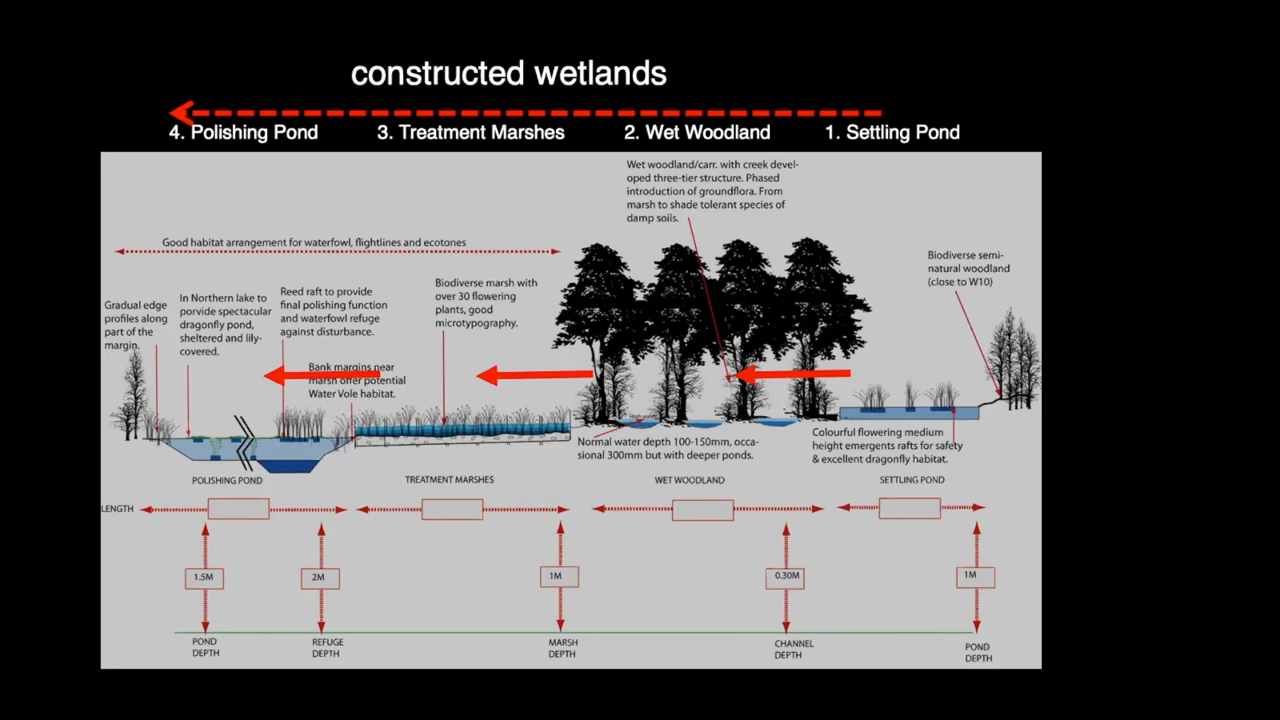 constructed wetlands
4. Polishing Pond
3. Treatment Marshes
2. Wet Woodland
1. Settling Pond
Wet woodland/carr. with creek devel-
oped three-tier structure. Phased
introduction of groundflora. From
marsh to shade tolerant species of
damp soils.
Good habitat arrangement for waterfowl, flightlines and ecotones
Biodiverse semi-
natural woodland
(close to W10)
Gradual edge
profiles along
part of the
margin.
In Northern lake to
porvide spectacular
dragonfly pond,
sheltered and lily-
covered.
Reed raft to provide
final polishing function
and waterfowl refuge
against disturbance.
Biodiverse marsh with
over 30 flowering
plants, good
microtypography.
Bank margins near
marsh offer potential
Water Vole habitat.
Normal water depth 100-150mm, occa-
sional 300mm but with deeper ponds.
Colourful flowering medium
height emergents rafts for safety
& excellent dragonfly habitat.
POLISHING POND
TREATMENT MARSHES
WET WOODLAND
SETTLING POND
LENGTH
1.5M
2M
1M
0.30M
1M
POND
DEPTH
REFUGE
DEPTH
MARSH
DEPTH
CHANNEL
DEPTH
POND
DEPTH